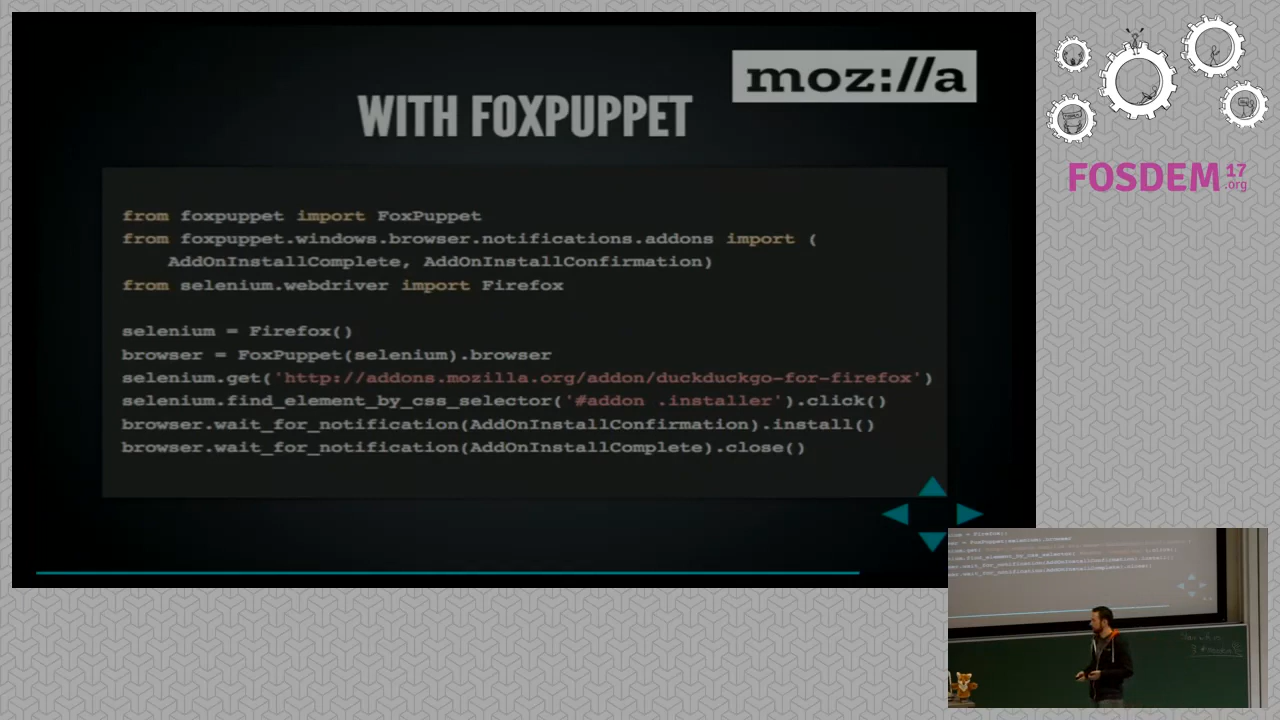 WITH FOXPUPPET
moz://a
from foxpuppet import FoxPuppet
from foxpuppet.windows.browser.notifications.addons import (
    AddOnInstallComplete, AddOnInstallConfirmation)
from selenium.webdriver import Firefox

selenium = Firefox()
browser = FoxPuppet(selenium).browser
selenium.get('http://addons.mozilla.org/addon/duckduckgo-for-firefox')
selenium.find_element_by_css_selector('#addon .installer').click()
browser.wait_for_notification(AddOnInstallConfirmation).install()
browser.wait_for_notification(AddOnInstallComplete).close()
FOSDEM 17
.org